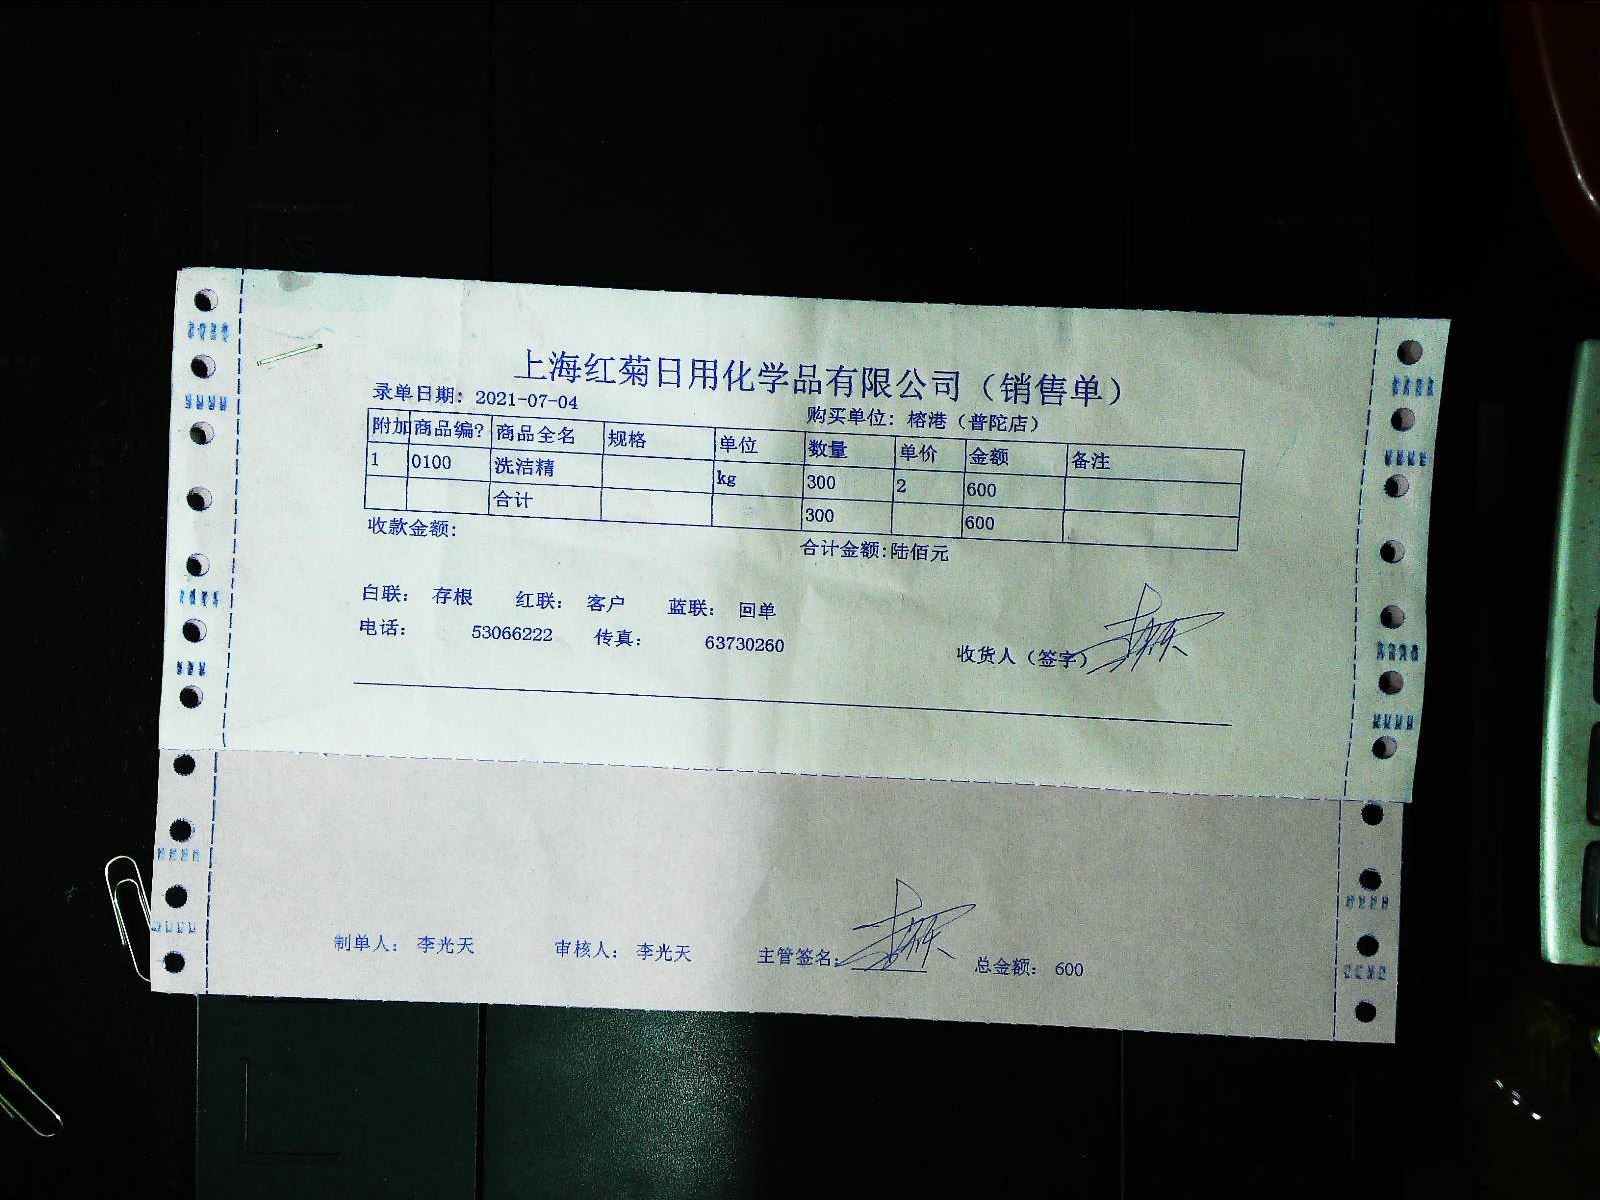 上海红菊日用化学品有限公司（销售单）
录单日期: 2021-07-04 购买单位: 榕港（普陀店）
附加 商品编? 商品全名 规格 单位 数量 单价 金额 备注
1 0100 洗洁精 kg 300 2 600
合计 300 600
收款金额: 合计金额:陆佰元
白联: 存根 红联: 客户 蓝联: 回单
电话: 53066222 传真: 63730260
收货人（签字）
制单人: 李光天 审核人: 李光天 主管签名: 总金额: 600